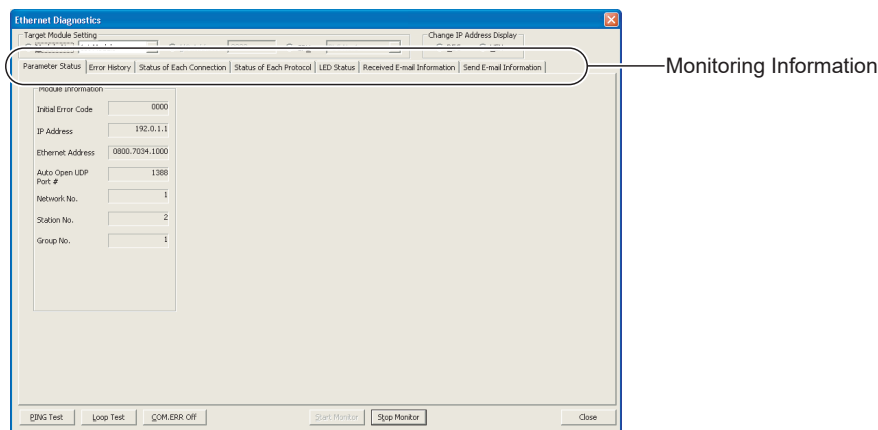 Ethernet Diagnostics
Target Module Setting
Change IP Address Display
Parameter Status Error History Status of Each Connection Status of Each Protocol LED Status Received E-mail Information Send E-mail Information
Monitoring Information
Module Information
Initial Error Code 0000
IP Address 192.0.1.1
Ethernet Address 0800.7034.1000
Auto Open UDP
Port # 1388
Network No. 1
Station No. 2
Group No. 1
PING Test Loop Test COM.ERR Off Start Monitor Stop Monitor Close